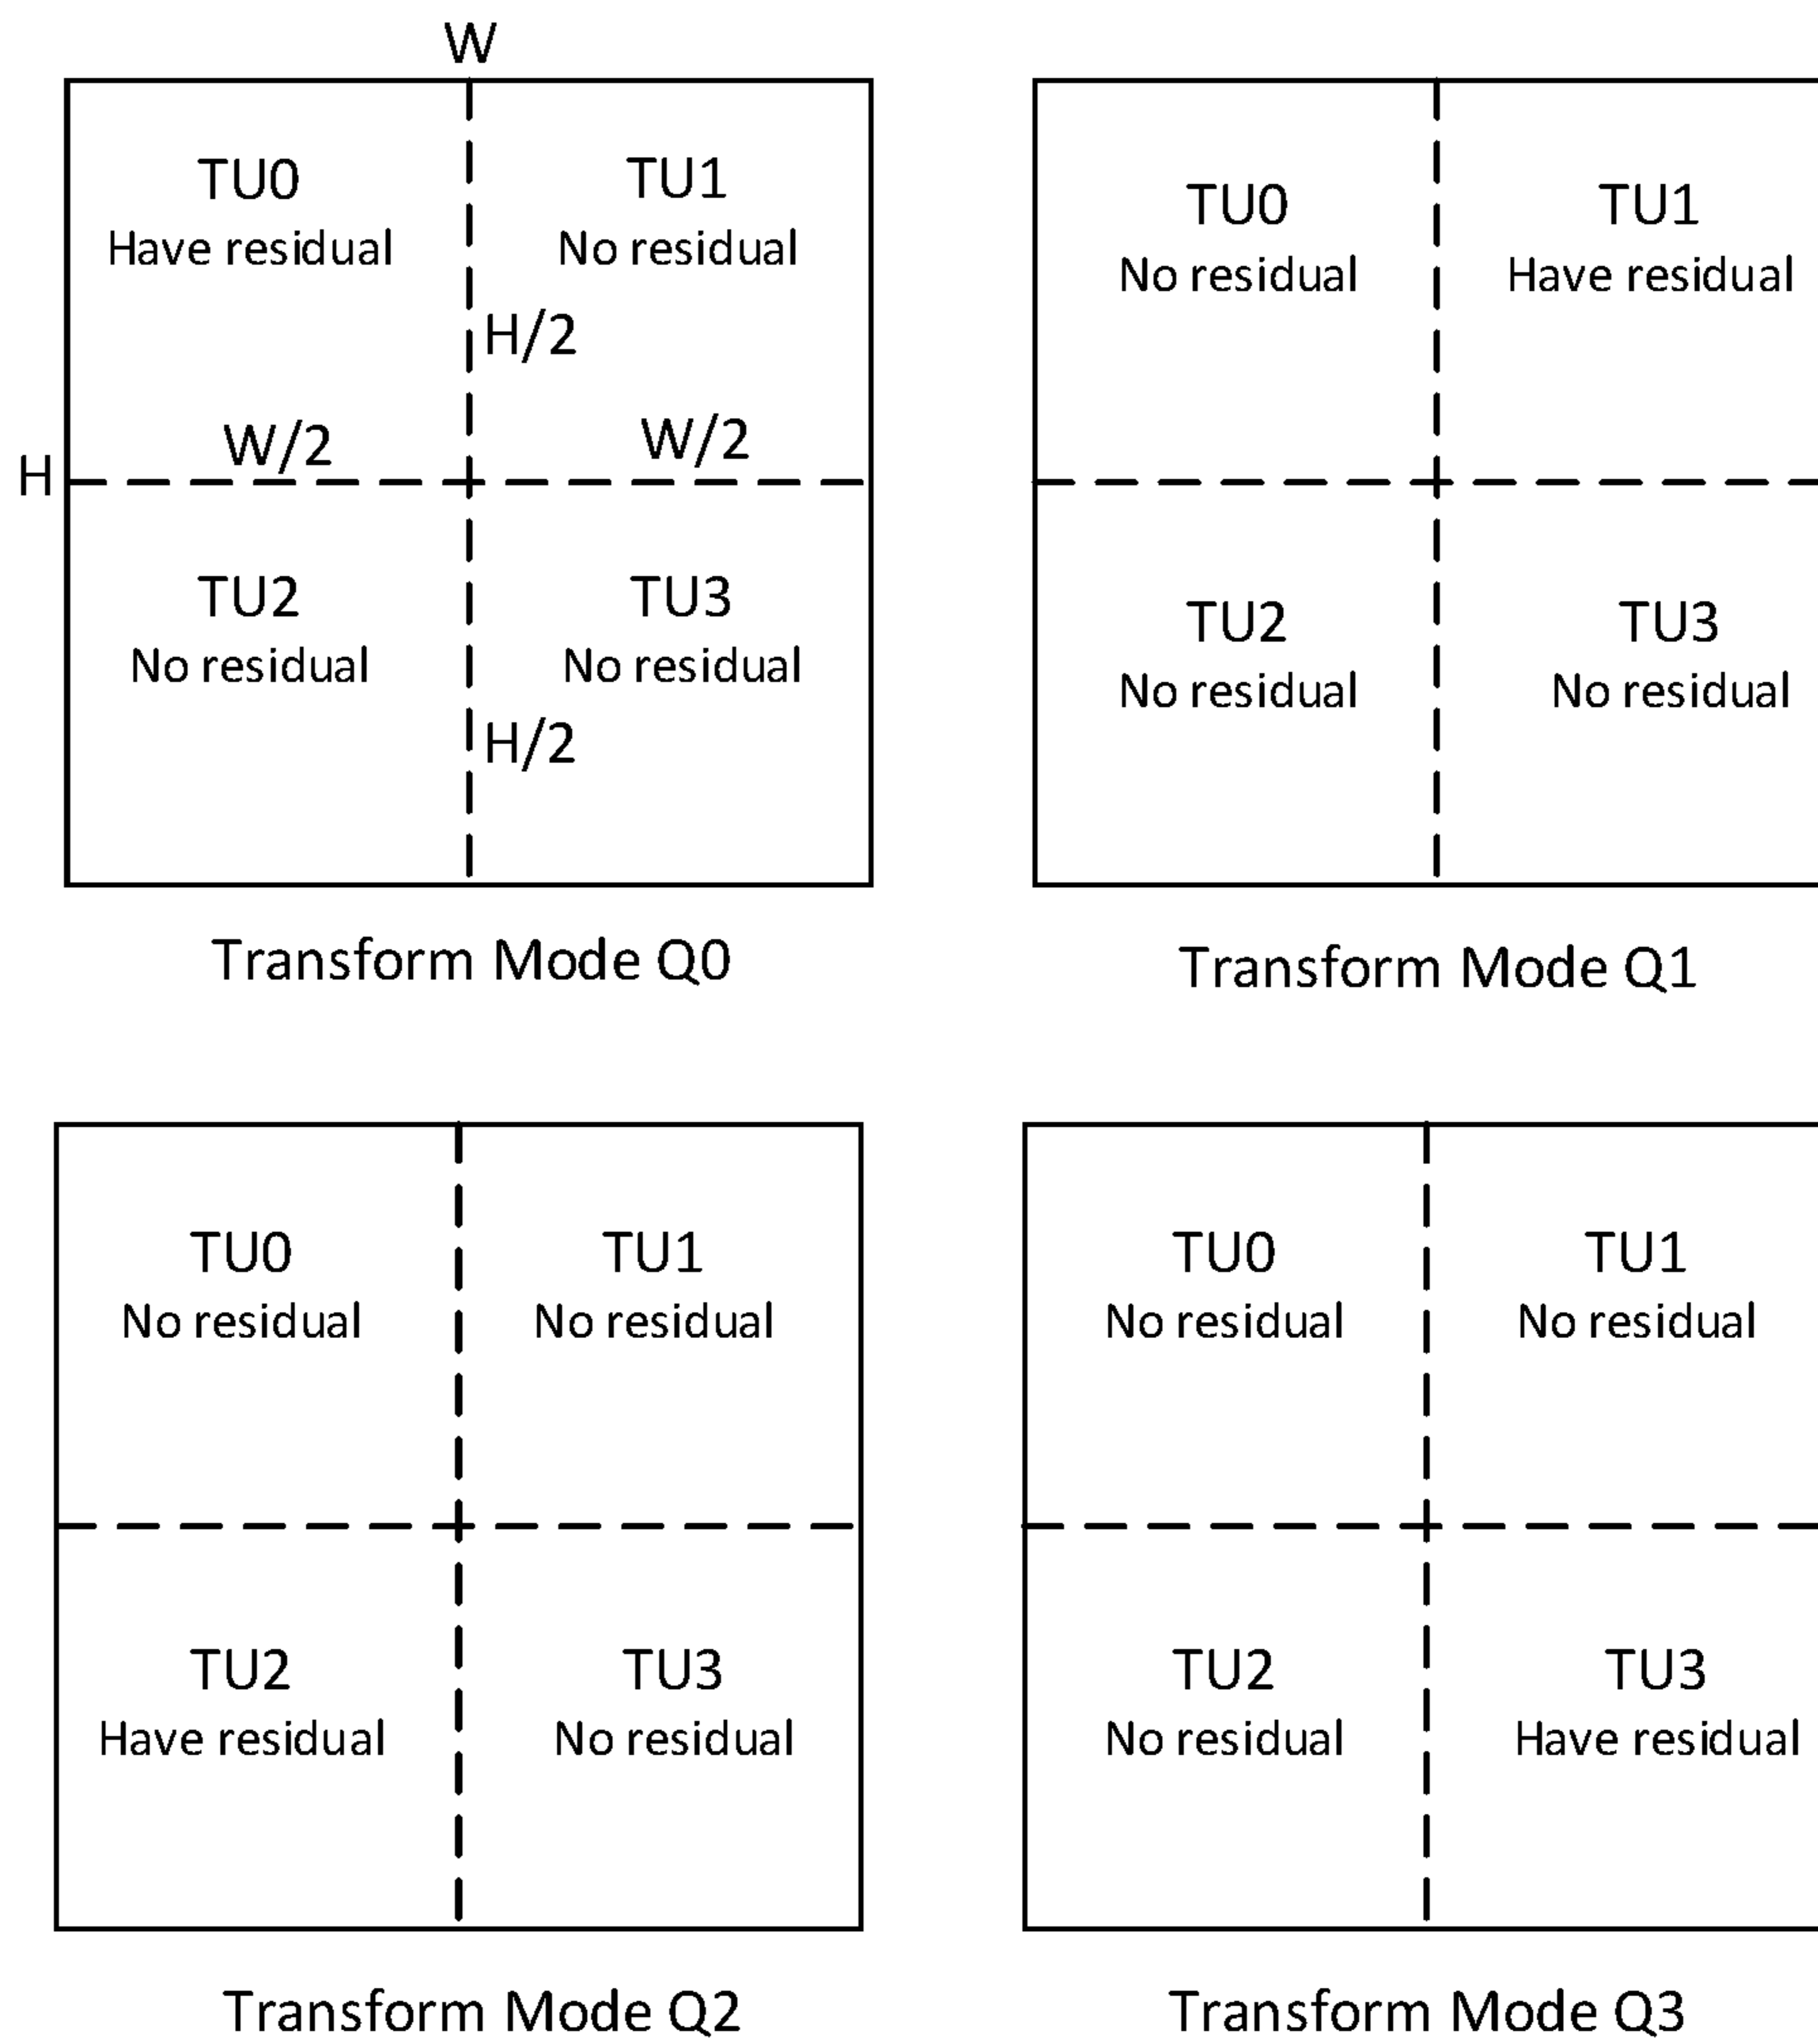 W
TU0
Have residual
TU1
No residual
H/2
W/2
W/2
H
TU2
No residual
TU3
No residual
H/2
Transform Mode Q0
TU0
No residual
TU1
Have residual
TU2
No residual
TU3
No residual
Transform Mode Q1
TU0
No residual
TU1
No residual
TU2
Have residual
TU3
No residual
Transform Mode Q2
TU0
No residual
TU1
No residual
TU2
No residual
TU3
Have residual
Transform Mode Q3